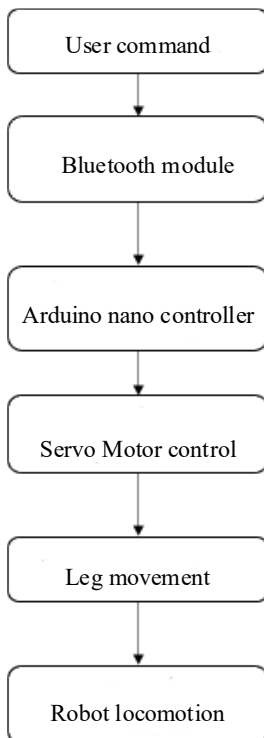 User command
Bluetooth module
Arduino nano controller
Servo Motor control
Leg movement
Robot locomotion